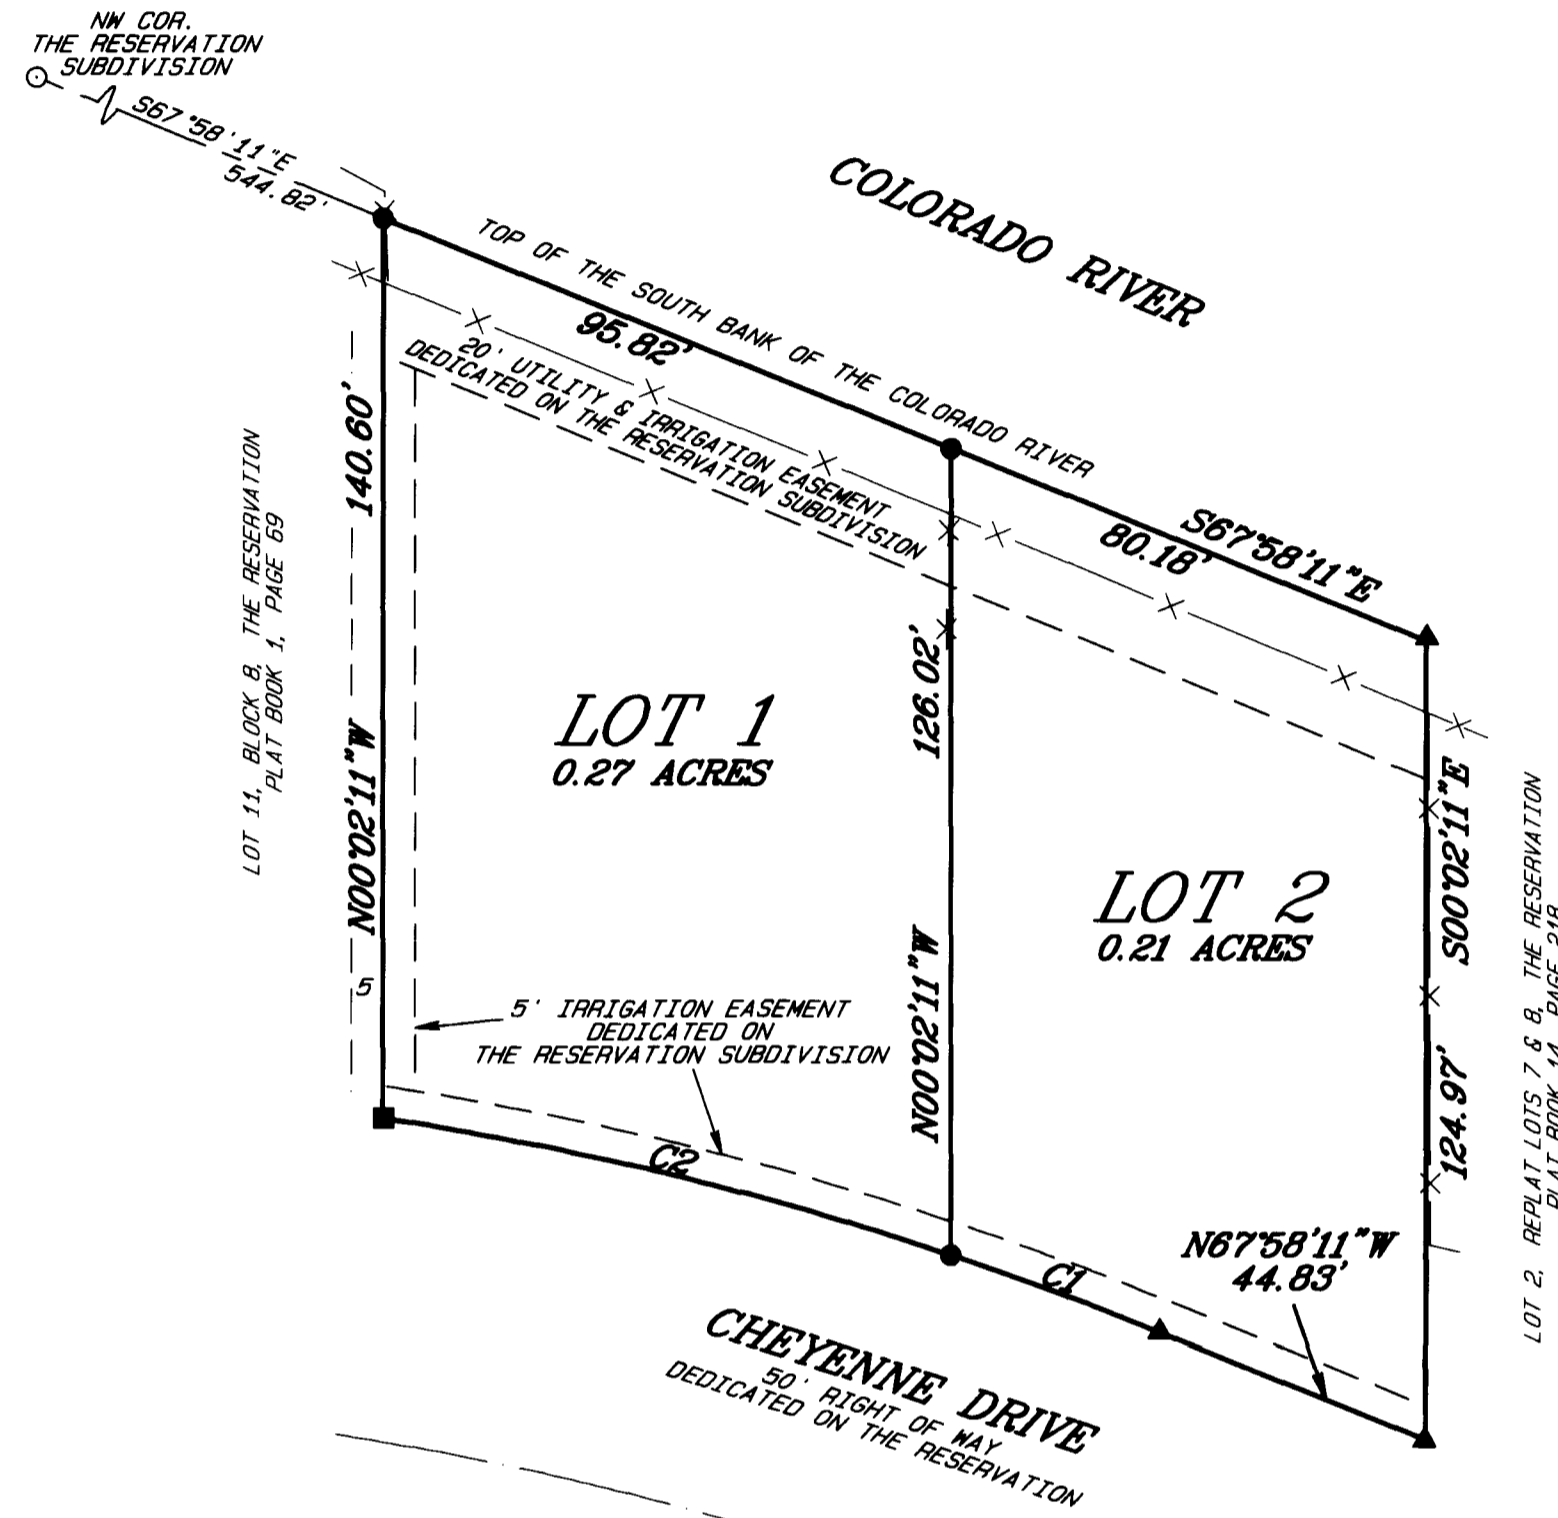 NW COR.
THE RESERVATION
SUBDIVISION
S67°58'11"E
544.82'
COLORADO RIVER
TOP OF THE SOUTH BANK OF THE COLORADO RIVER
95.82'
20' UTILITY & IRRIGATION EASEMENT
DEDICATED ON THE RESERVATION SUBDIVISION
S67°58'11"E
80.18'
140.60'
N00°02'11"W
LOT 11, BLOCK 8, THE RESERVATION
PLAT BOOK 1, PAGE 69
5
LOT 1
0.27 ACRES
126.02'
N00°02'11"W
LOT 2
0.21 ACRES
S00°02'11"E
124.97'
LOT 2, REPLAT LOTS 7 & 8, THE RESERVATION
PLAT BOOK 14, PAGE 218
5' IRRIGATION EASEMENT
DEDICATED ON
THE RESERVATION SUBDIVISION
C2
C1
N67°58'11"W
44.83'
CHEYENNE DRIVE
50' RIGHT OF WAY
DEDICATED ON THE RESERVATION